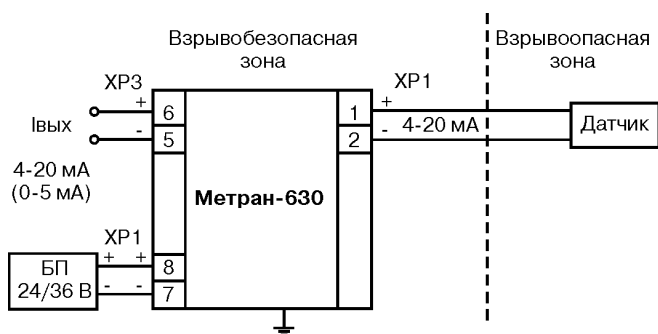 Взрывобезопасная
зона
Взрывоопасная
зона
XP3
XP1
+
6
1
+
Iвых
-
5
2
-
4-20 мА
Датчик
4-20 мА
(0-5 мА)
Метран-630
XP1
БП
24/36 В
+ +
8
- -
7